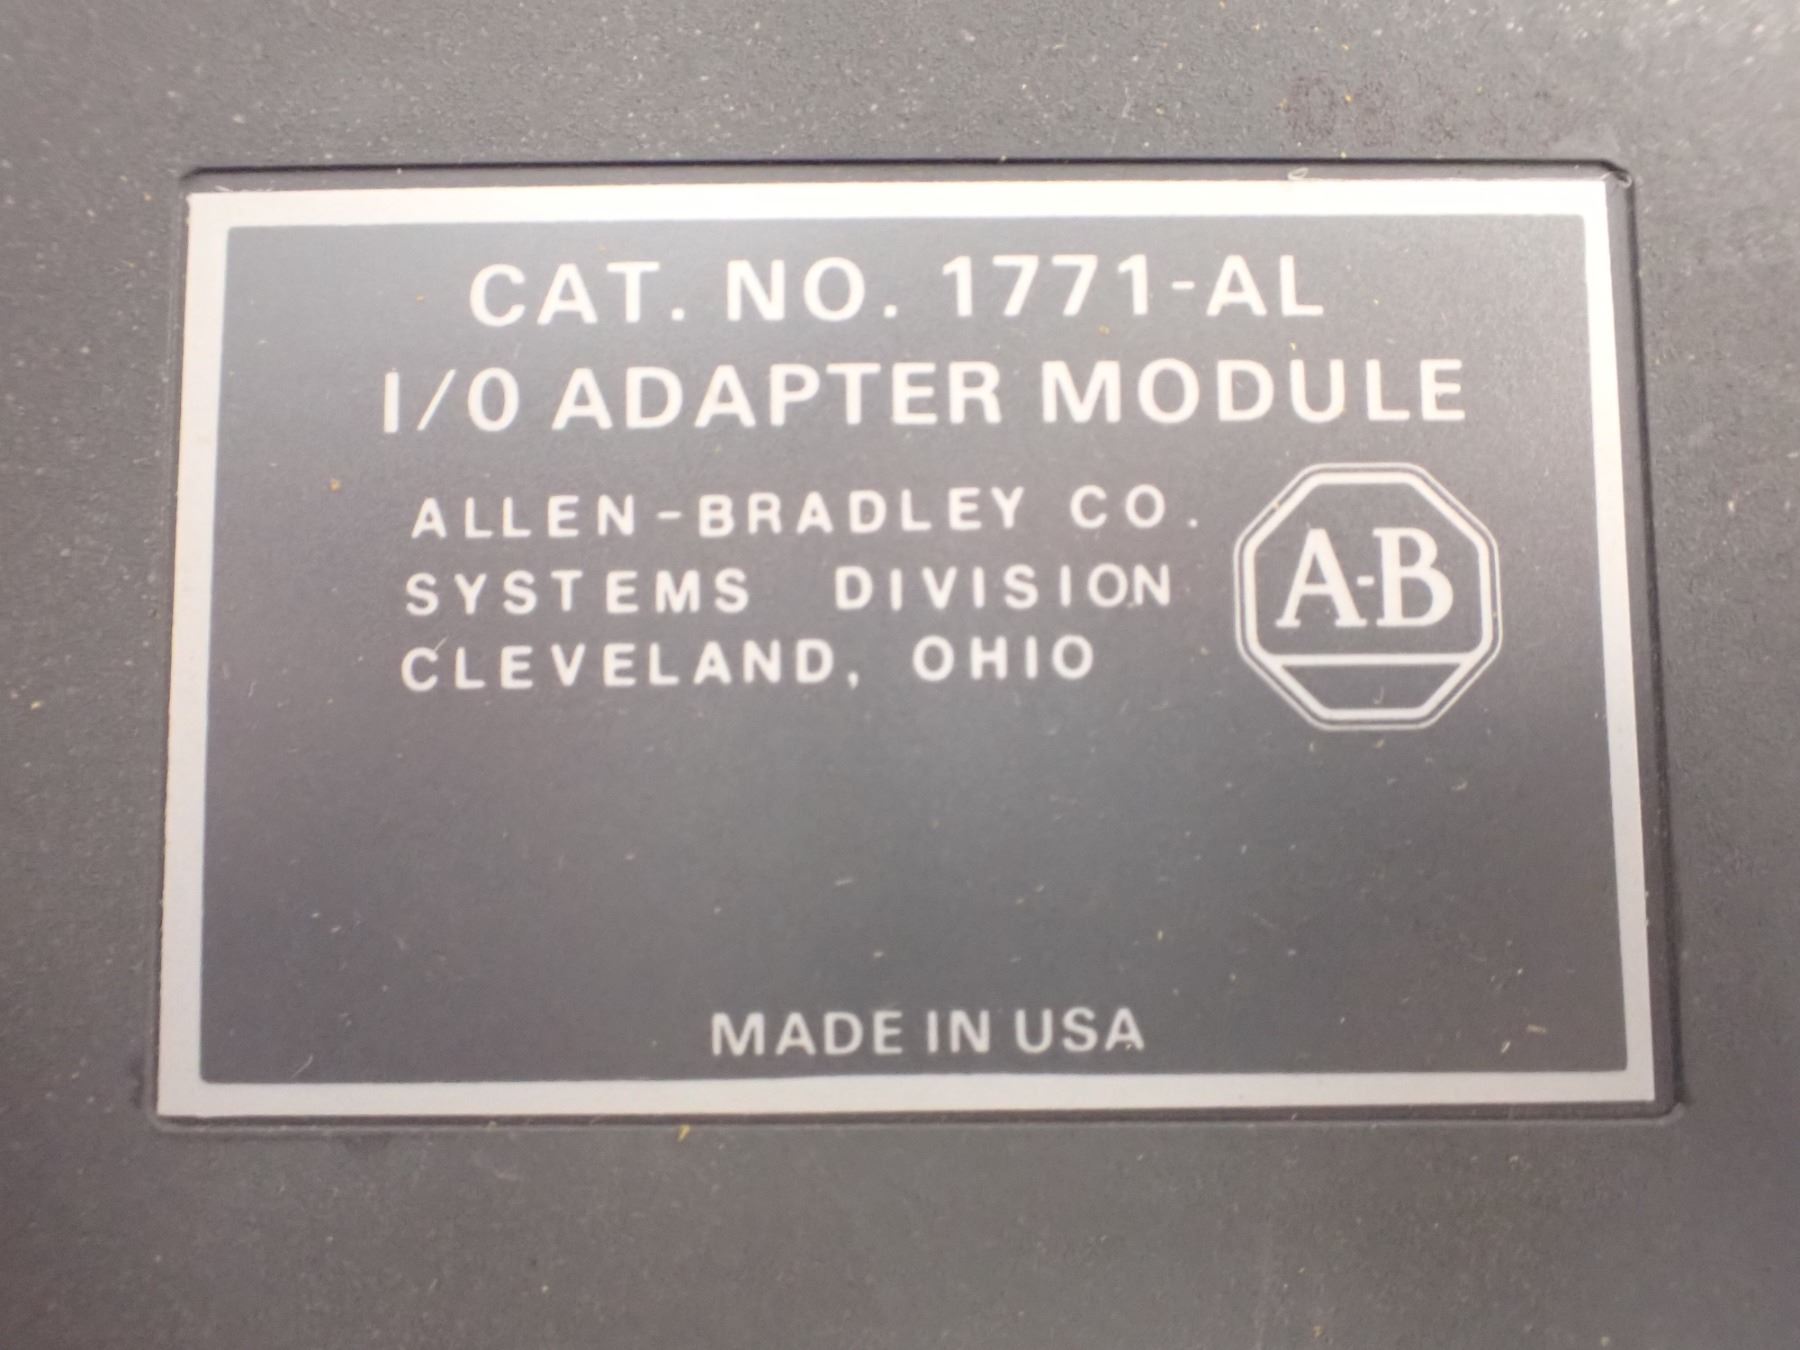 CAT. NO. 1771-AL
I/O ADAPTER MODULE
ALLEN-BRADLEY CO.
SYSTEMS DIVISION
CLEVELAND, OHIO
A-B
MADE IN USA